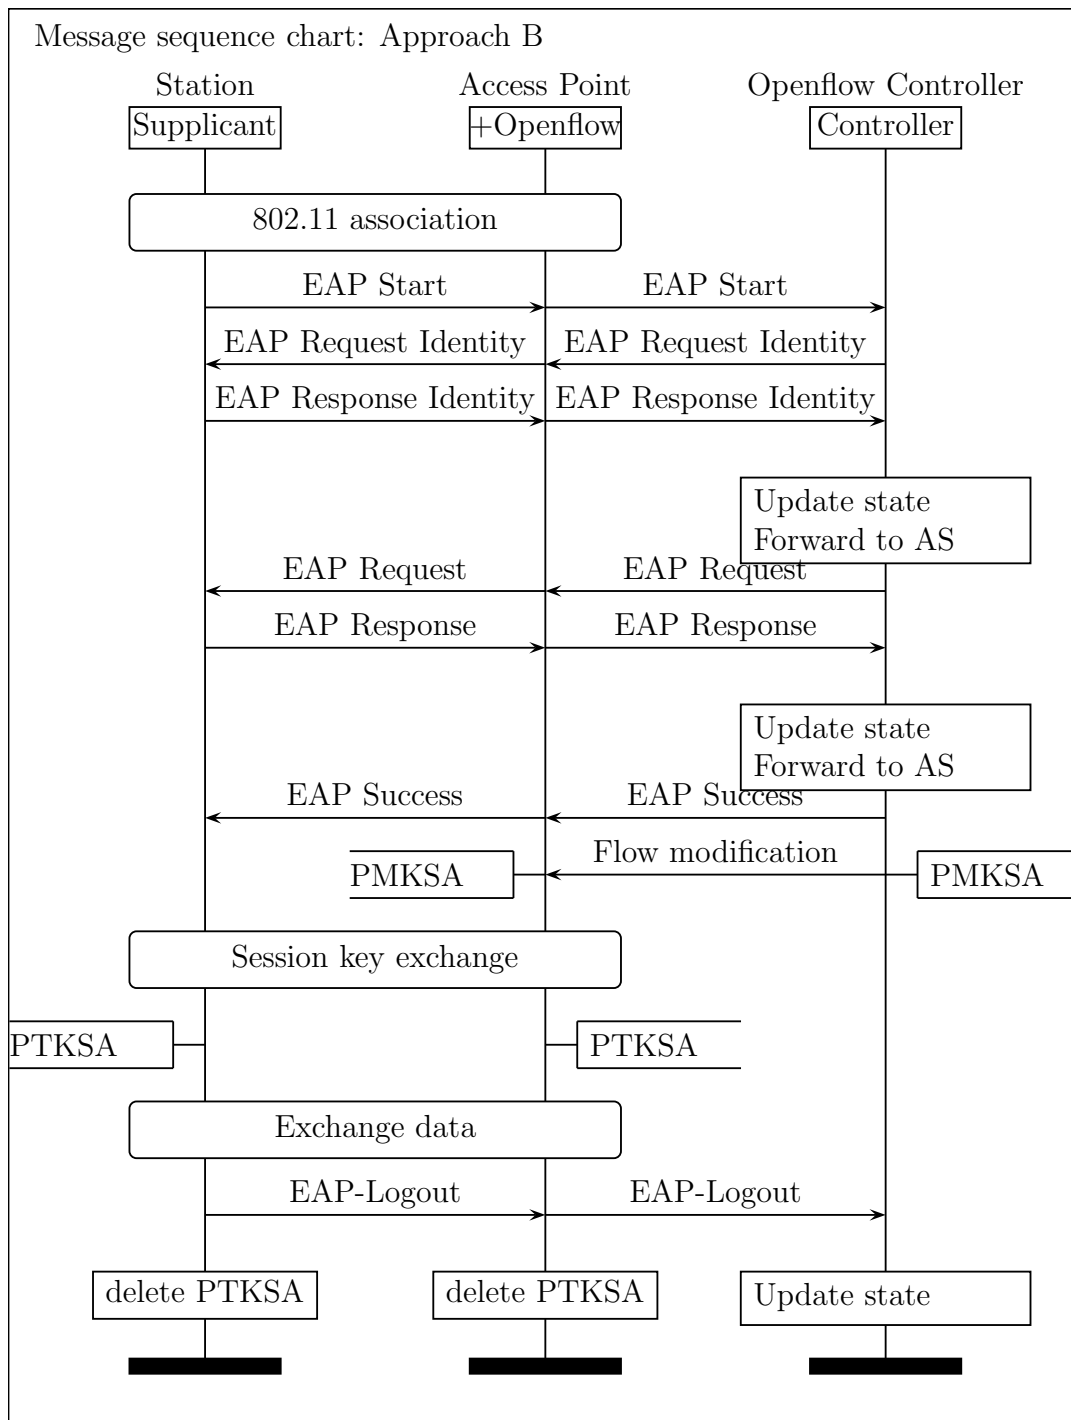 Message sequence chart: Approach B
Station
Access Point
Openflow Controller
Supplicant
+Openflow
Controller
802.11 association
EAP Start
EAP Start
EAP Request Identity
EAP Request Identity
EAP Response Identity
EAP Response Identity
Update state
Forward to AS
EAP Request
EAP Request
EAP Response
EAP Response
Update state
Forward to AS
EAP Success
EAP Success
Flow modification
PMKSA
PMKSA
Session key exchange
PTKSA
PTKSA
Exchange data
EAP-Logout
EAP-Logout
delete PTKSA
delete PTKSA
Update state